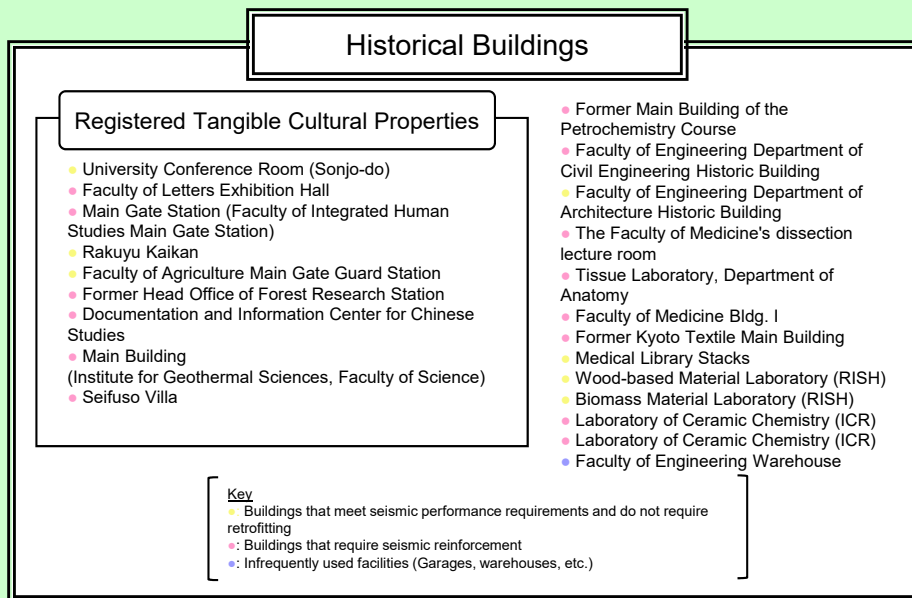 Historical Buildings
Registered Tangible Cultural Properties
● University Conference Room (Sonjo-do)
● Faculty of Letters Exhibition Hall
● Main Gate Station (Faculty of Integrated Human
Studies Main Gate Station)
● Rakuyu Kaikan
● Faculty of Agriculture Main Gate Guard Station
● Former Head Office of Forest Research Station
● Documentation and Information Center for Chinese
Studies
● Main Building
(Institute for Geothermal Sciences, Faculty of Science)
● Seifuso Villa
● Former Main Building of the
Petrochemistry Course
● Faculty of Engineering Department of
Civil Engineering Historic Building
● Faculty of Engineering Department of
Architecture Historic Building
● The Faculty of Medicine's dissection
lecture room
● Tissue Laboratory, Department of
Anatomy
● Faculty of Medicine Bldg. I
● Former Kyoto Textile Main Building
● Medical Library Stacks
● Wood-based Material Laboratory (RISH)
● Biomass Material Laboratory (RISH)
● Laboratory of Ceramic Chemistry (ICR)
● Laboratory of Ceramic Chemistry (ICR)
● Faculty of Engineering Warehouse
Key
●: Buildings that meet seismic performance requirements and do not require
retrofitting
●: Buildings that require seismic reinforcement
●: Infrequently used facilities (Garages, warehouses, etc.)